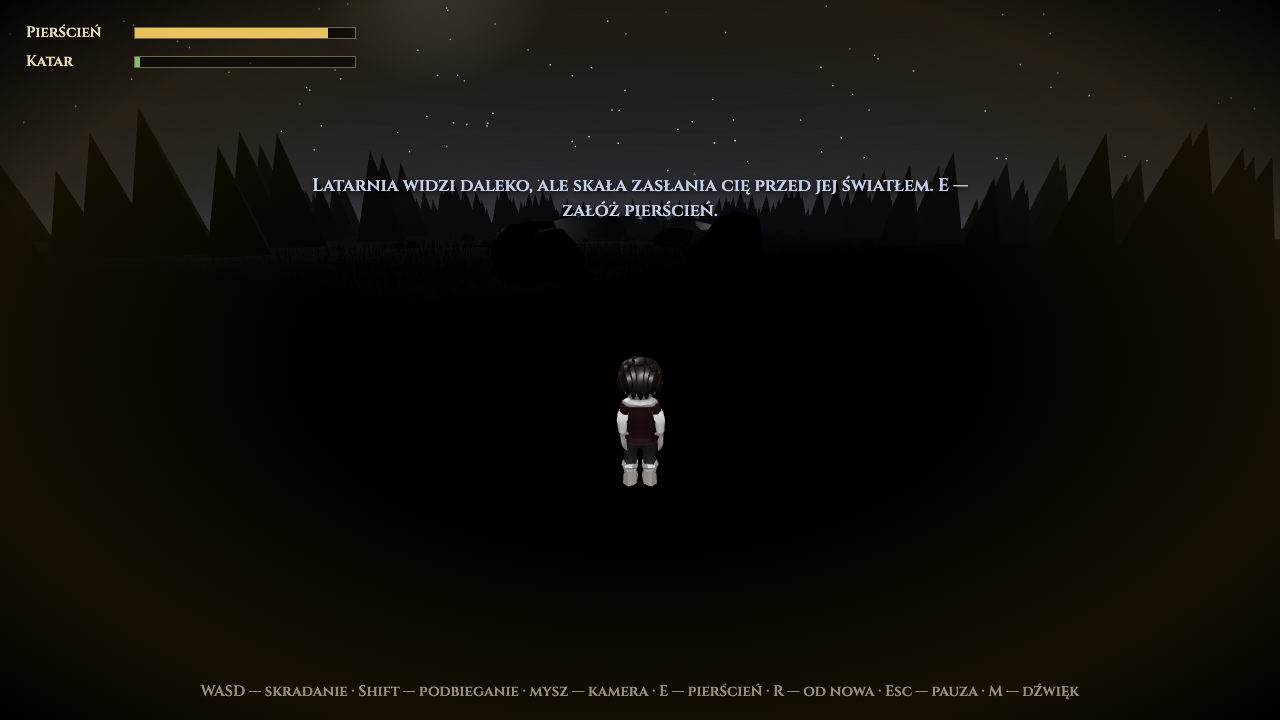 Pierścień
Katar
Latarnia widzi daleko, ale skała zasłania cię przed jej światłem. E —
załóż pierścień.
WASD — skradanie · Shift — podbieganie · mysz — kamera · E — pierścień · R — od nowa · Esc — pauza · M — dźwięk